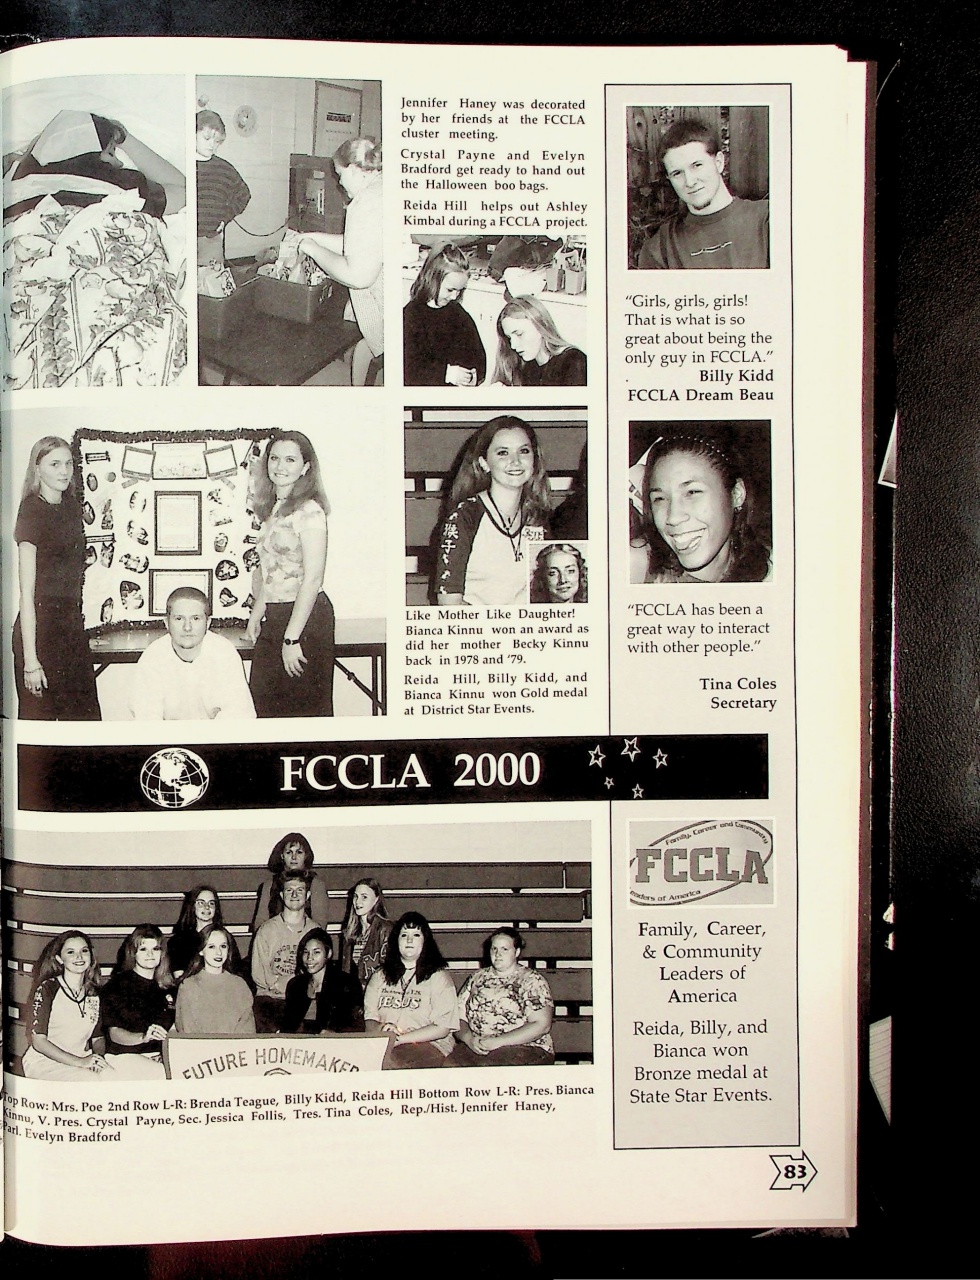 Jennifer Haney was decorated
by her friends at the FCCLA
cluster meeting.
Crystal Payne and Evelyn
Bradford get ready to hand out
the Halloween boo bags.
Reida Hill helps out Ashley
Kimbal during a FCCLA project.
"Girls, girls, girls!
That is what is so
great about being the
only guy in FCCLA."
. Billy Kidd
FCCLA Dream Beau
Like Mother Like Daughter!
Bianca Kinnu won an award as
did her mother Becky Kinnu
back in 1978 and '79.
Reida Hill, Billy Kidd, and
Bianca Kinnu won Gold medal
at District Star Events.
"FCCLA has been a
great way to interact
with other people."
Tina Coles
Secretary
FCCLA 2000
JESUS
FUTURE HOMEMAKER
Top Row: Mrs. Poe 2nd Row L-R: Brenda Teague, Billy Kidd, Reida Hill Bottom Row L-R: Pres. Bianca
Kinnu, V. Pres. Crystal Payne, Sec. Jessica Follis, Tres. Tina Coles, Rep./Hist. Jennifer Haney,
Parl. Evelyn Bradford
Family, Career and Community
FCCLA
Leaders of America
Family, Career,
& Community
Leaders of
America
Reida, Billy, and
Bianca won
Bronze medal at
State Star Events.
83